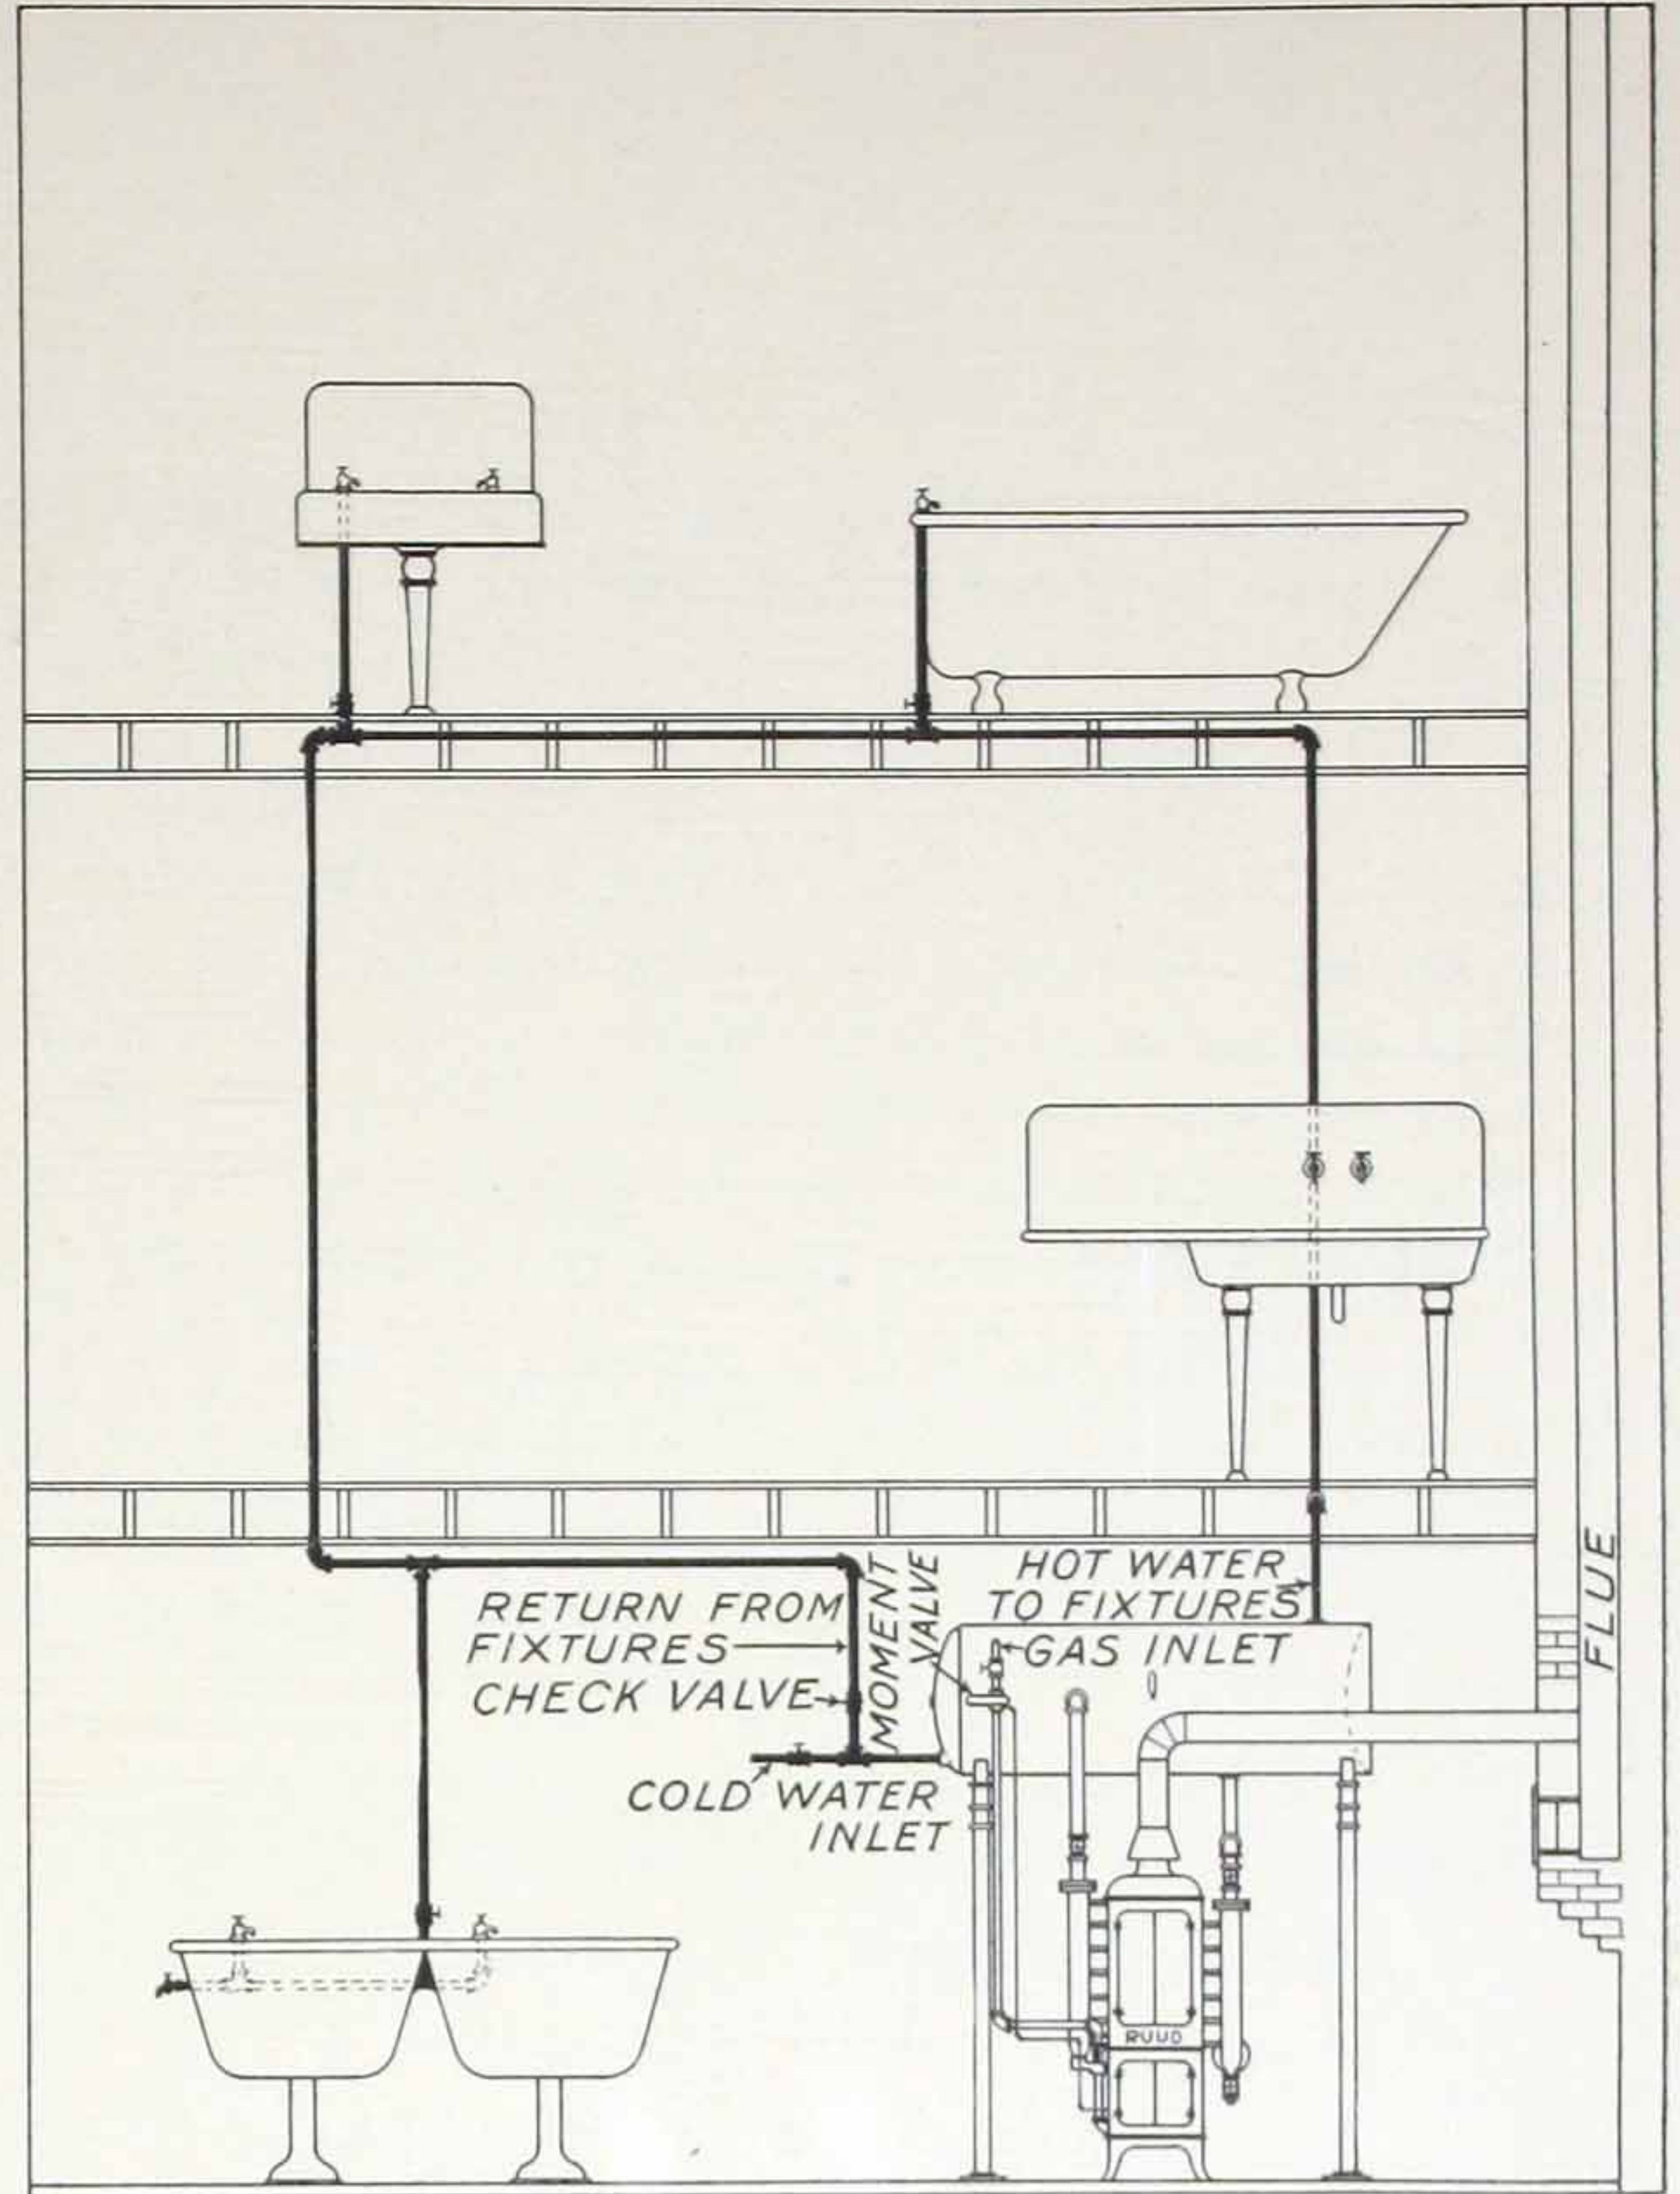 RETURN FROM
FIXTURES
CHECK VALVE
MOMENT
VALVE
HOT WATER
TO FIXTURES
GAS INLET
COLD WATER
INLET
FLUE
RUUD